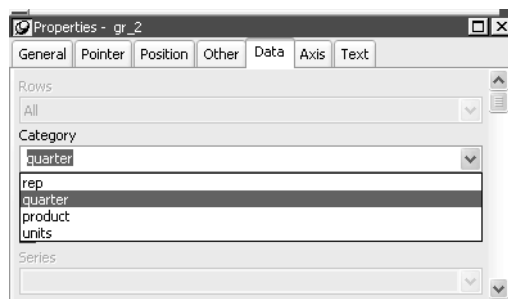 Properties - gr_2
General Pointer Position Other Data Axis Text
Rows
All
Category
quarter
rep
quarter
product
units
Series